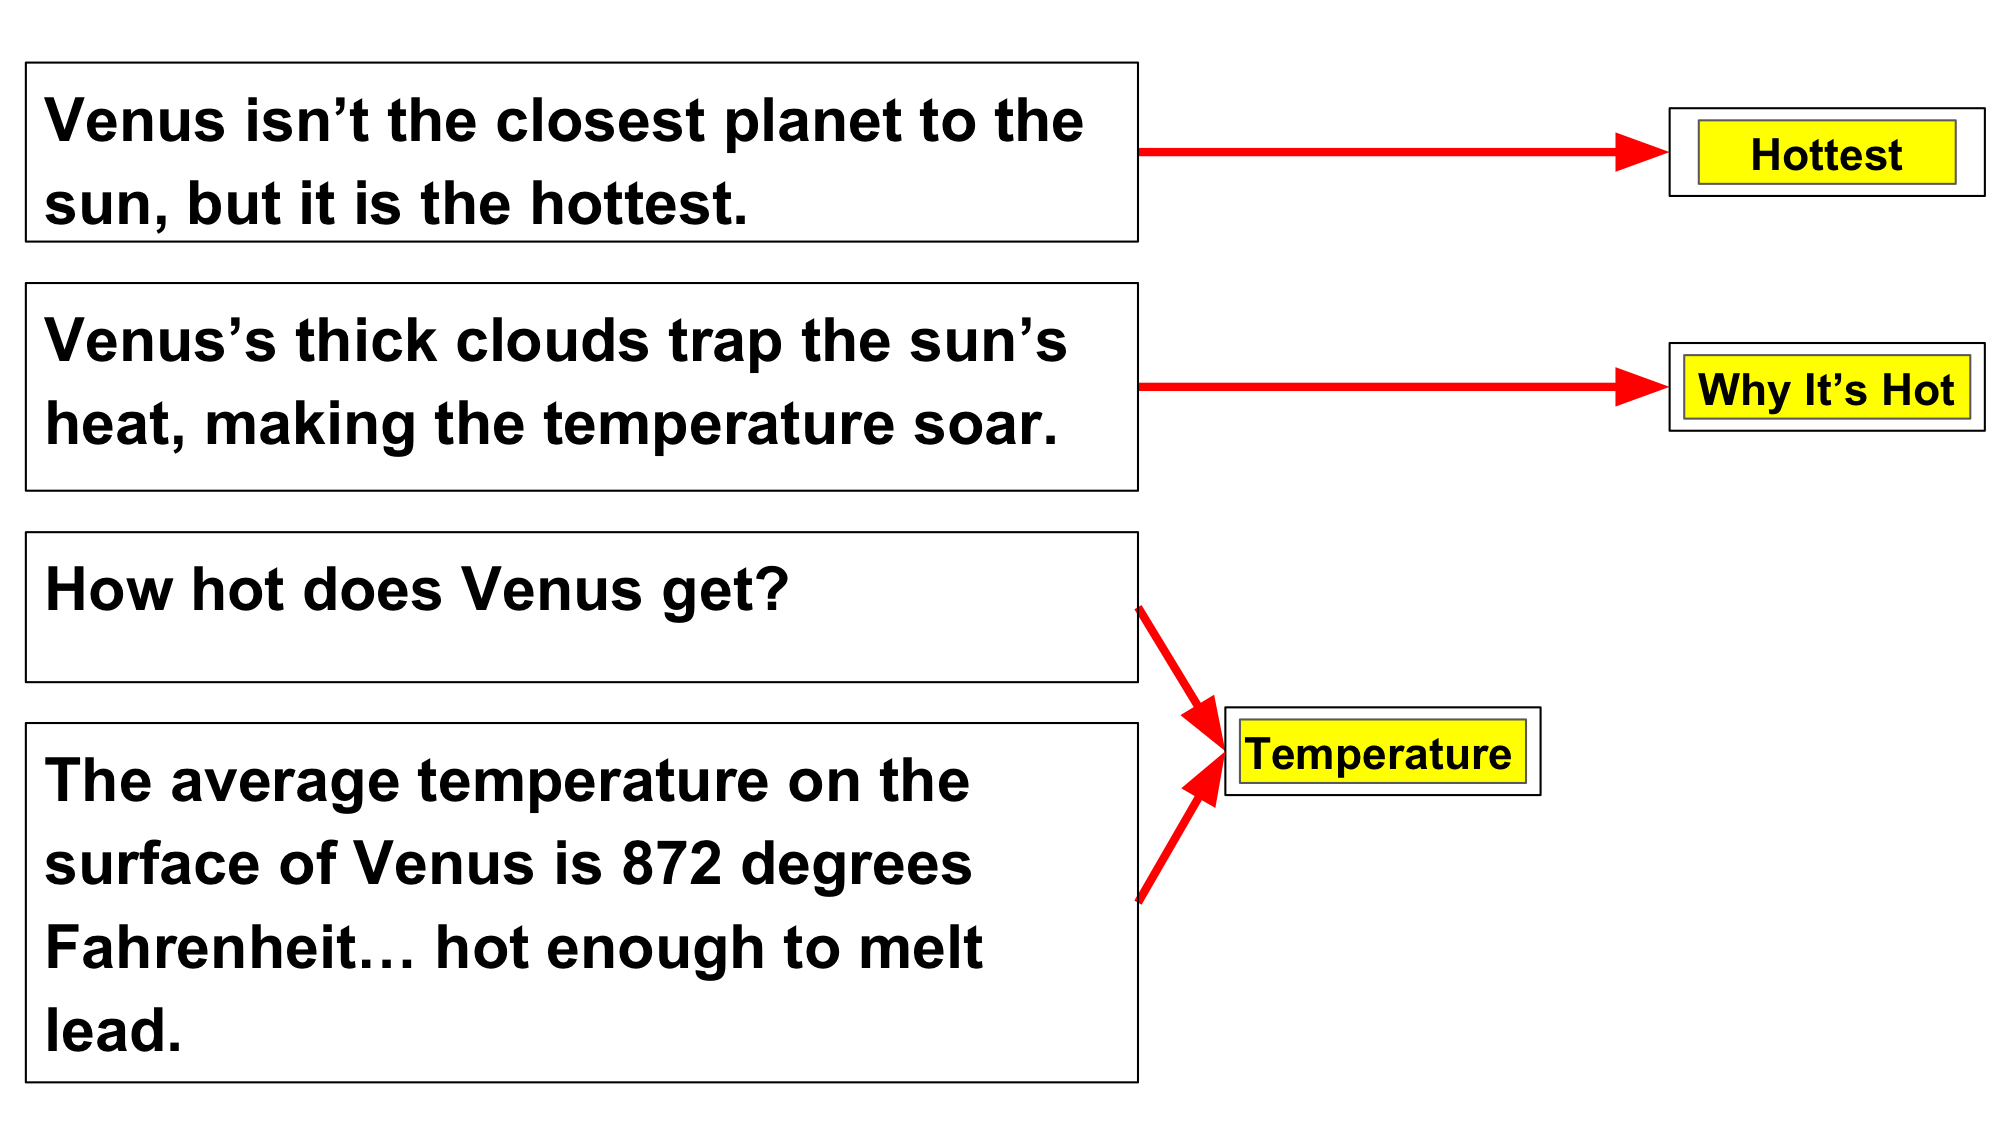 Venus isn’t the closest planet to the
sun, but it is the hottest.
Hottest
Venus’s thick clouds trap the sun’s
heat, making the temperature soar.
Why It’s Hot
How hot does Venus get?
The average temperature on the
surface of Venus is 872 degrees
Fahrenheit… hot enough to melt
lead.
Temperature